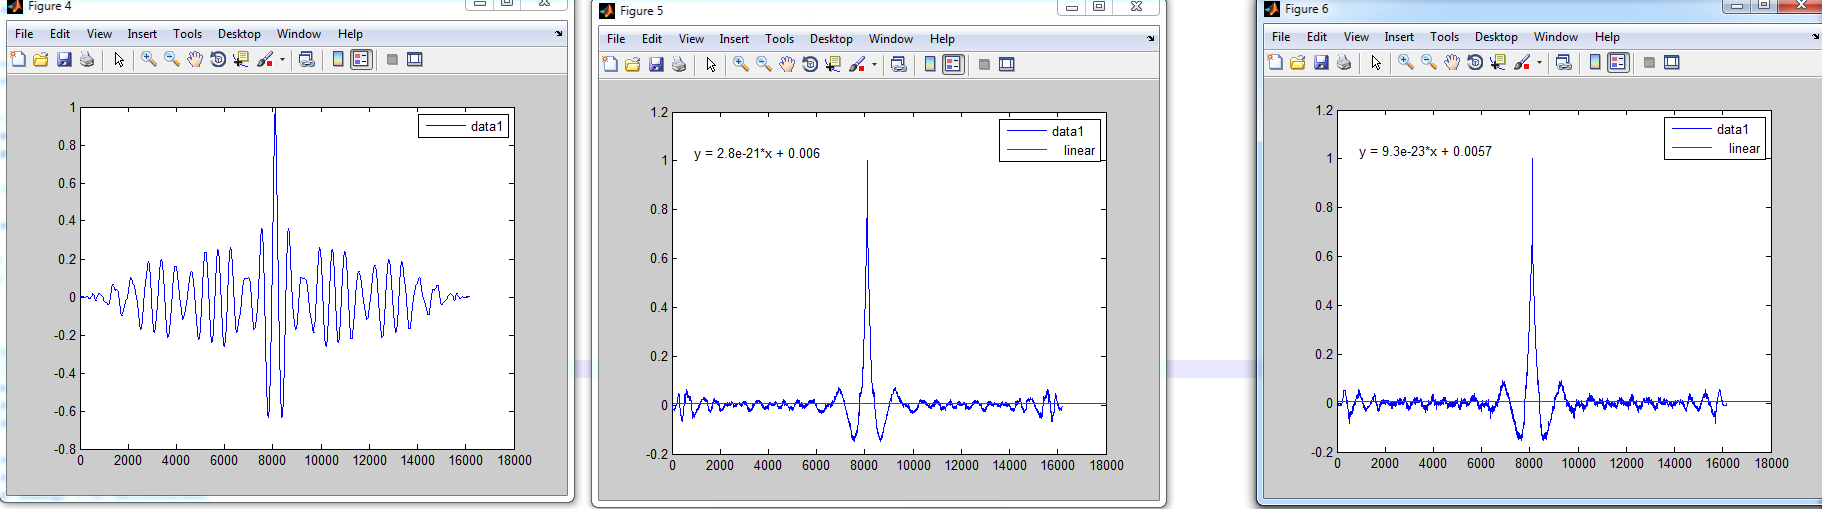 Figure 4
File Edit View Insert Tools Desktop Window Help
1
0.8
0.6
0.4
0.2
0
-0.2
-0.4
-0.6
-0.8
0 2000 4000 6000 8000 10000 12000 14000 16000 18000
data1
Figure 5
File Edit View Insert Tools Desktop Window Help
1.2
1
0.8
0.6
0.4
0.2
0
-0.2
0 2000 4000 6000 8000 10000 12000 14000 16000 18000
y = 2.8e-21*x + 0.006
data1
linear
Figure 6
File Edit View Insert Tools Desktop Window Help
1.2
1
0.8
0.6
0.4
0.2
0
-0.2
0 2000 4000 6000 8000 10000 12000 14000 16000 18000
y = 9.3e-23*x + 0.0057
data1
linear